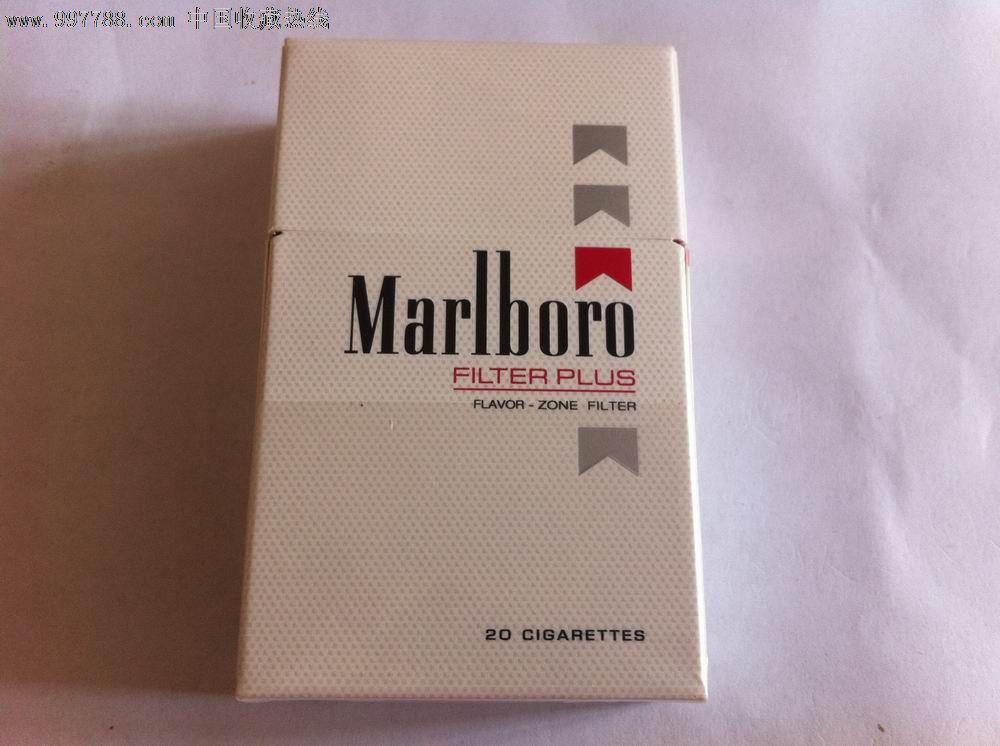 www.997788.com 中国收藏热线
Marlboro
FILTER PLUS
FLAVOR - ZONE FILTER
20 CIGARETTES